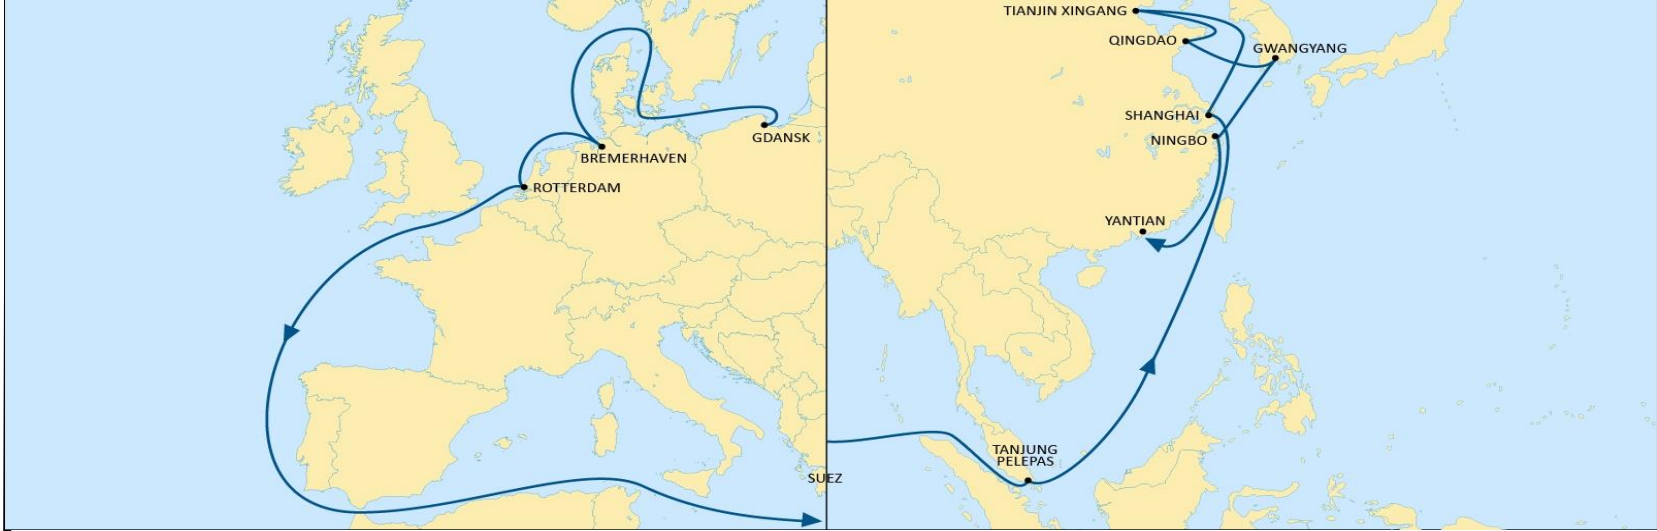 GDANSK
BREMERHAVEN
ROTTERDAM
SUEZ
TIANJIN XINGANG
QINGDAO
GWANGYANG
SHANGHAI
NINGBO
YANTIAN
TANJUNG
PELEPAS